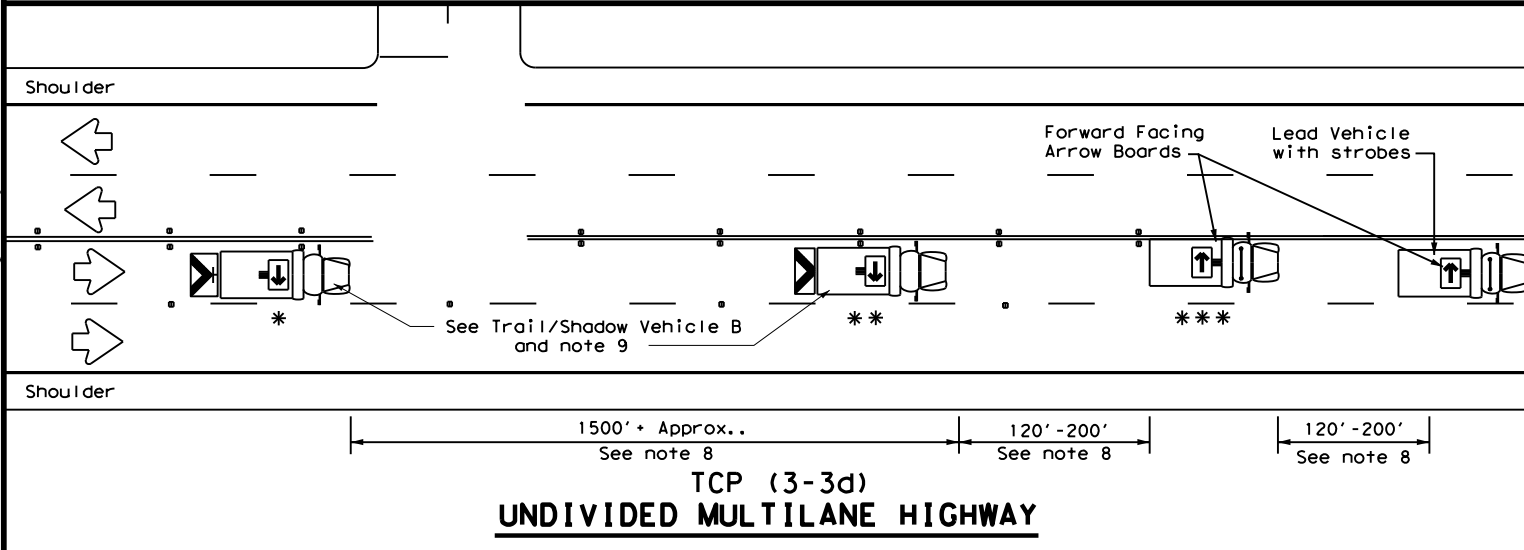 Shoulder
Forward Facing
Arrow Boards
Lead Vehicle
with strobes
*
* *
* * *
See Trail/Shadow Vehicle B
and note 9
Shoulder
1500'+ Approx..
See note 8
120'-200'
See note 8
120'-200'
See note 8
TCP (3-3d)
UNDIVIDED MULTILANE HIGHWAY